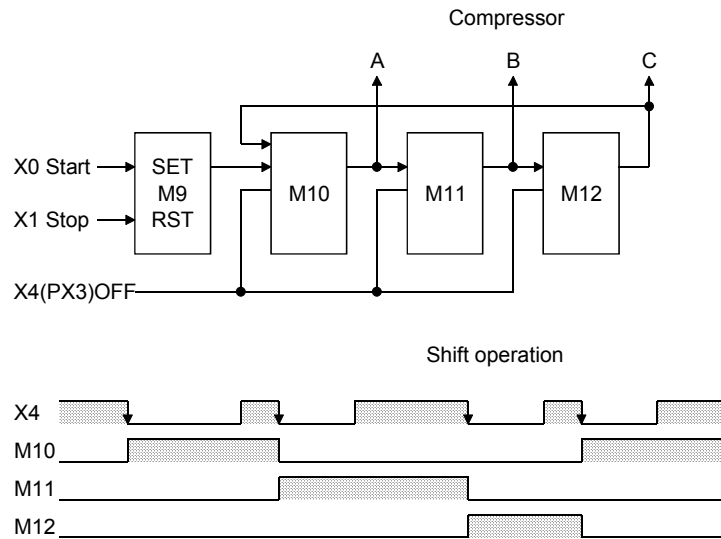 Compressor
A B C
X0 Start
X1 Stop
SET
M9
RST
M10
M11
M12
X4(PX3)OFF
Shift operation
X4
M10
M11
M12